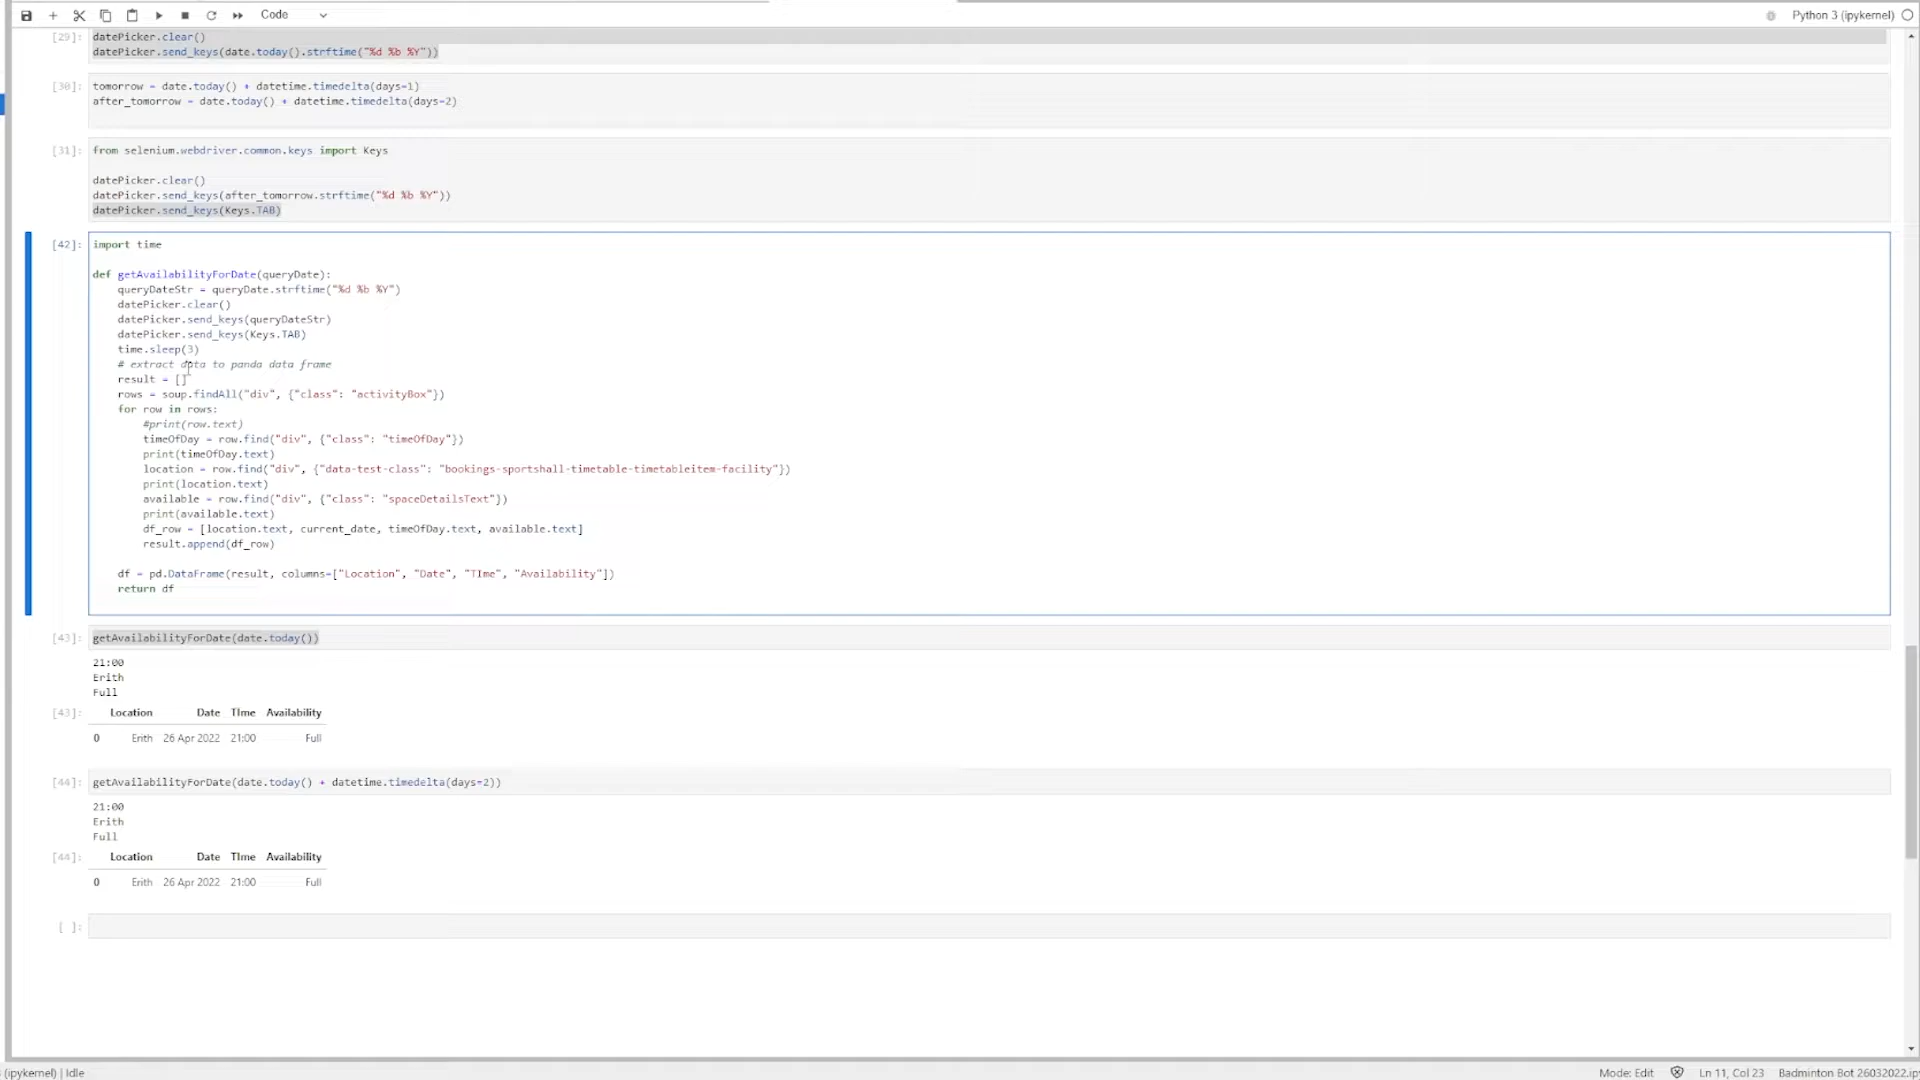 Code
Python 3 (ipykernel)
[29]: datePicker.clear()
datePicker.send_keys(date.today().strftime("%d %b %Y"))
[30]: tomorrow = date.today() + datetime.timedelta(days=1)
after_tomorrow = date.today() + datetime.timedelta(days=2)
[31]: from selenium.webdriver.common.keys import Keys
datePicker.clear()
datePicker.send_keys(after_tomorrow.strftime("%d %b %Y"))
datePicker.send_keys(Keys.TAB)
[42]: import time
def getAvailabilityForDate(queryDate):
queryDateStr = queryDate.strftime("%d %b %Y")
datePicker.clear()
datePicker.send_keys(queryDateStr)
datePicker.send_keys(Keys.TAB)
time.sleep(3)
# extract data to panda data frame
result = []
rows = soup.findAll("div", {"class": "activityBox"})
for row in rows:
#print(row.text)
timeOfDay = row.find("div", {"class": "timeOfDay"})
print(timeOfDay.text)
location = row.find("div", {"data-test-class": "bookings-sportshall-timetable-timetableitem-facility"})
print(location.text)
available = row.find("div", {"class": "spaceDetailsText"})
print(available.text)
df_row = [location.text, current_date, timeOfDay.text, available.text]
result.append(df_row)
df = pd.DataFrame(result, columns=["Location", "Date", "TIme", "Availability"])
return df
[43]: getAvailabilityForDate(date.today())
21:00
Erith
Full
[43]: Location Date TIme Availability
0 Erith 26 Apr 2022 21:00 Full
[44]: getAvailabilityForDate(date.today() + datetime.timedelta(days=2))
21:00
Erith
Full
[44]: Location Date TIme Availability
0 Erith 26 Apr 2022 21:00 Full
[ ]:
(ipykernel) | Idle
Mode: Edit Ln 11, Col 23 Badminton Bot 26032022.ip